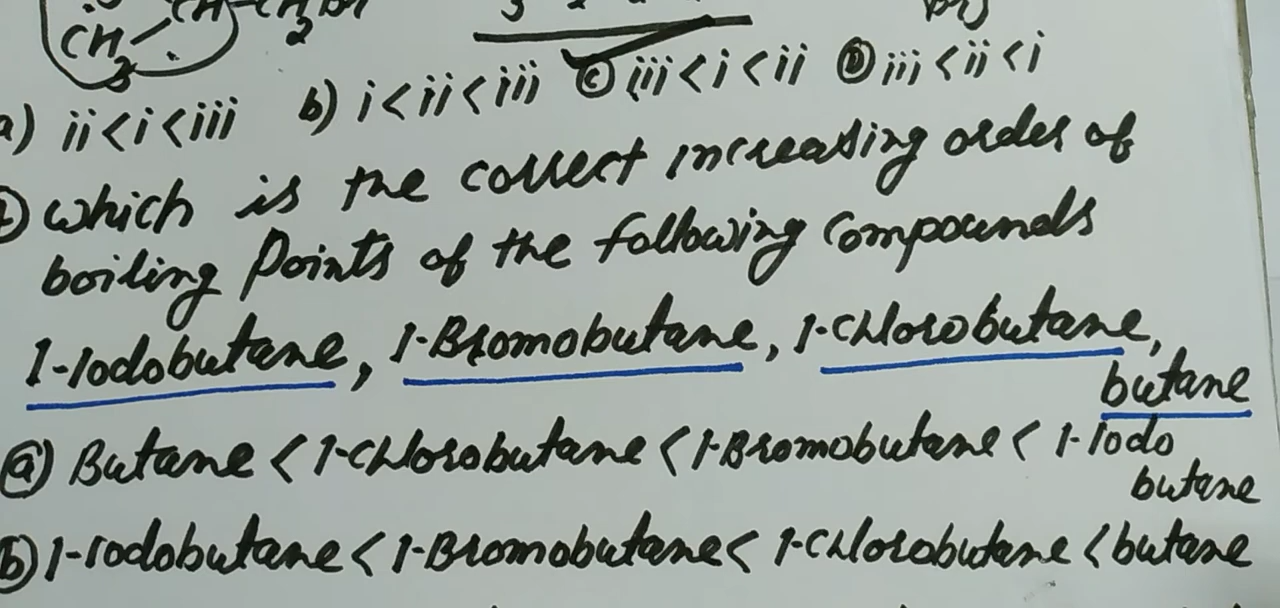 CH3
a) ii<i<iii b) i<ii<iii C iii<i<ii D iii<ii<i
which is the correct increasing order of
boiling Points of the following Compounds
1-Iodobutane, 1-Bromobutane, 1-Chlorobutane,
butane
a Butane < 1-Chlorobutane < 1-Bromobutane < 1-Iodo
butane
b 1-Iodobutane < 1-Bromobutane < 1-Chlorobutane < butane